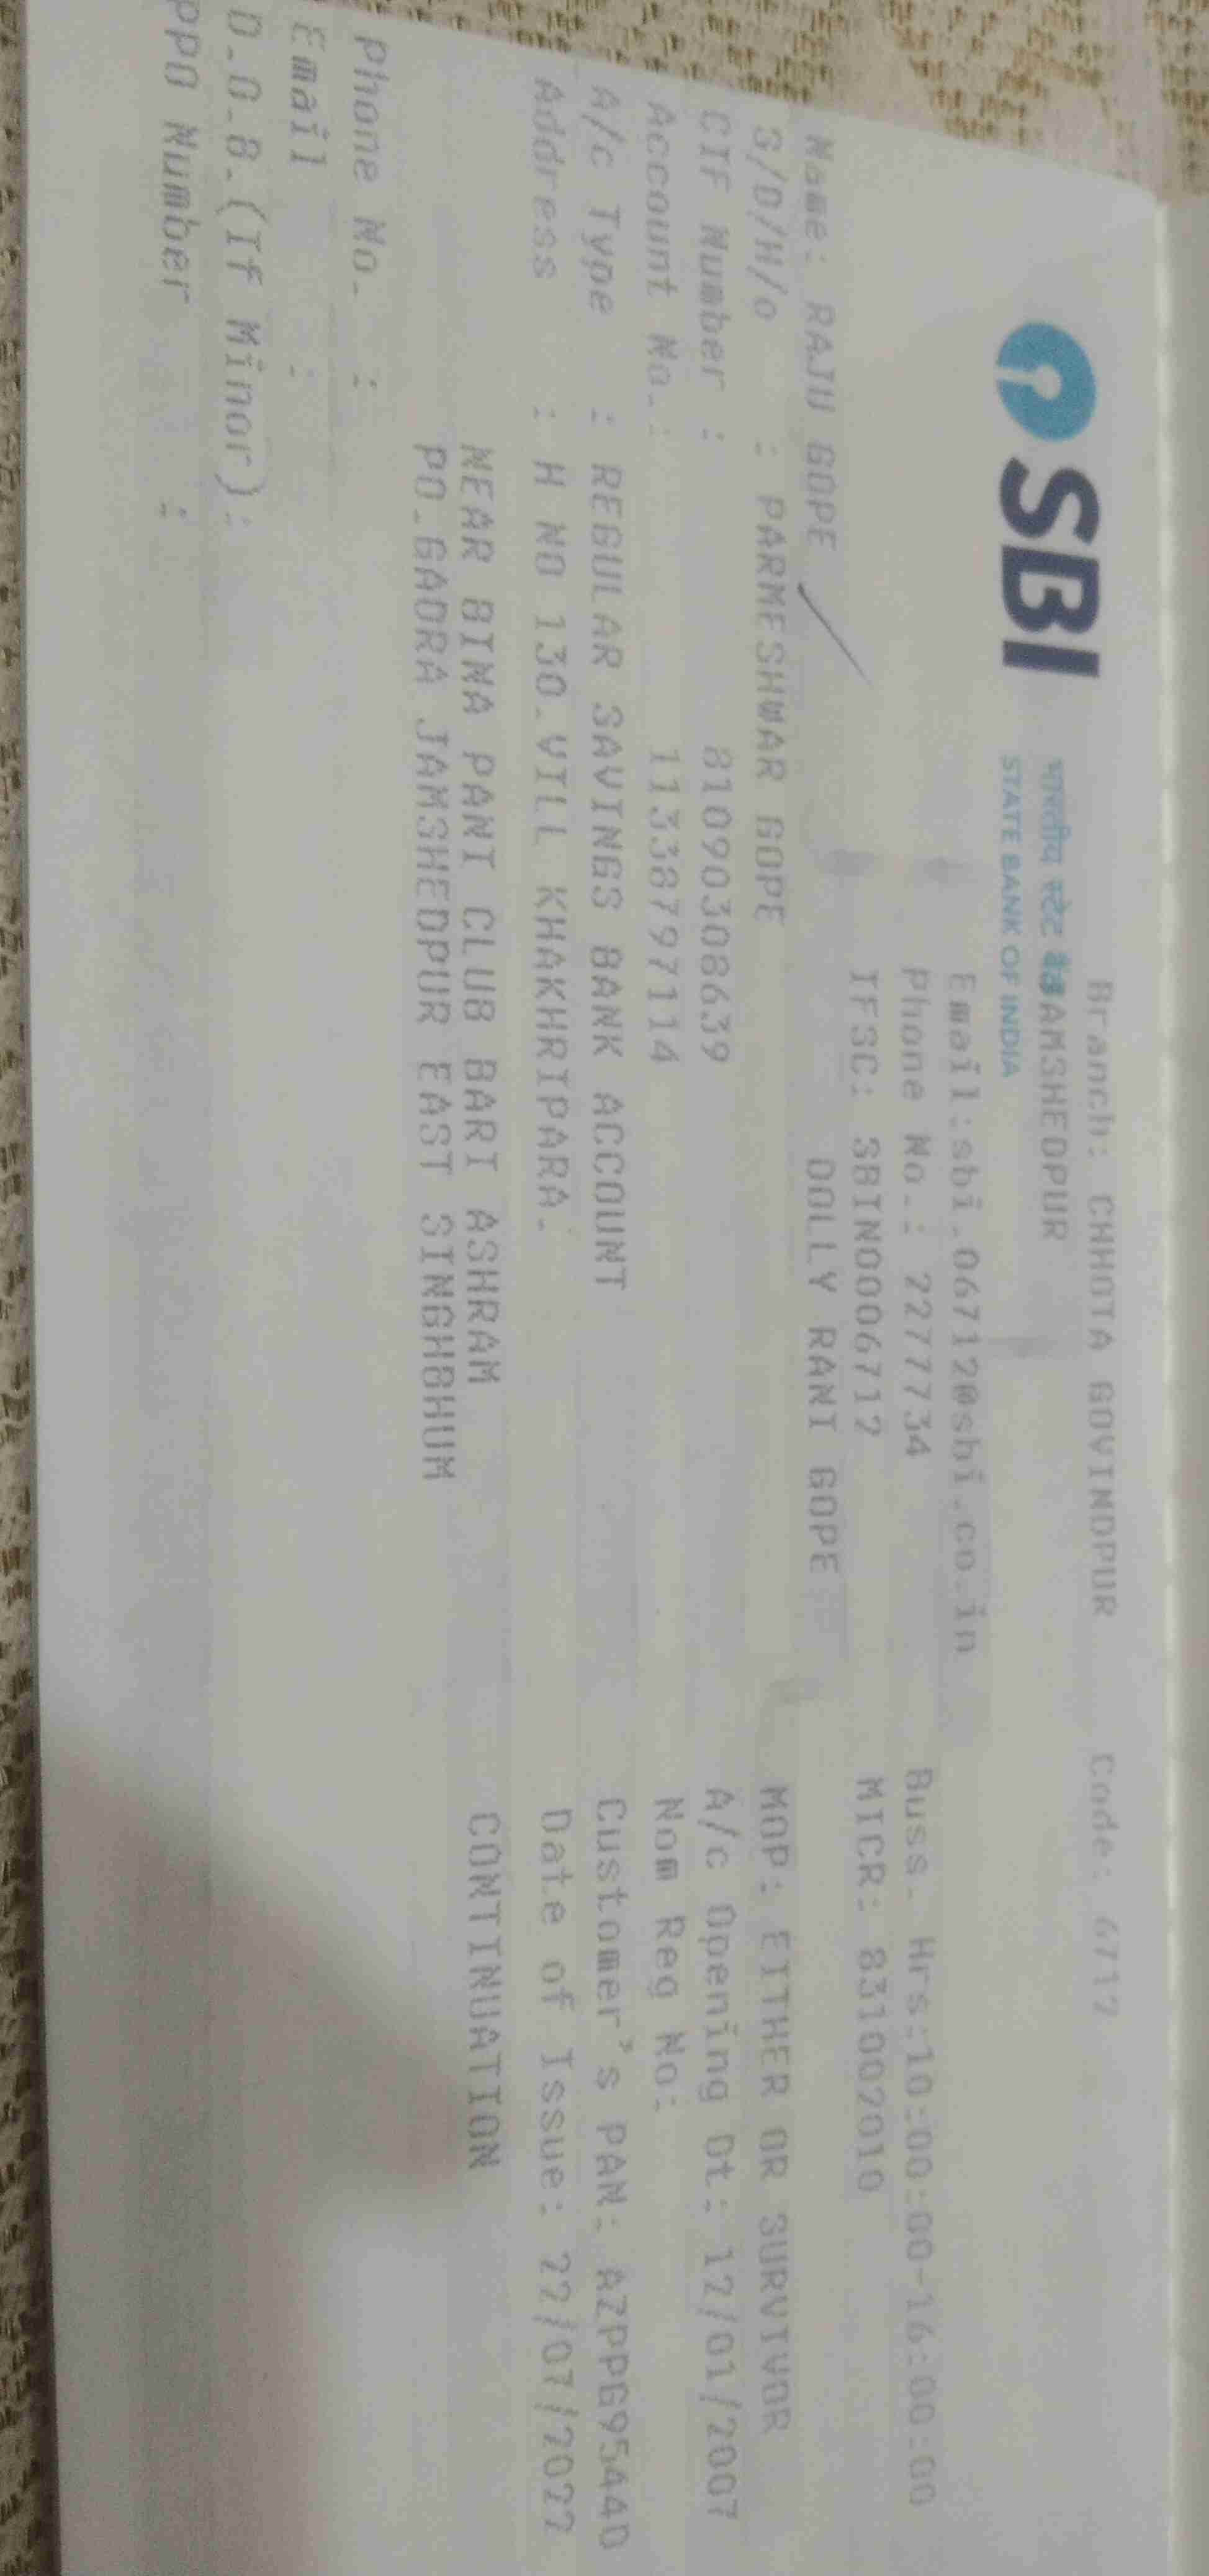 SBI
भारतीय स्टेट बैंक
STATE BANK OF INDIA
Branch: CHHOTA GOVINDPUR Code: 6712
JAMSHEDPUR
Email:sbi.06712@sbi.co.in
Phone No.: 2277734 Buss. Hrs:10:00:00-16:00:00
IFSC: SBIN0006712 MICR: 831002010
Name: RAJU GOPE DOLLY RANI GOPE
S/D/H/o : PARMESHWAR GOPE MOP: EITHER OR SURVIVOR
CIF Number : 81090308639 A/c Opening Dt: 12/01/2007
Account No.: 11338797114 Nom Reg No:
A/c Type : REGULAR SAVINGS BANK ACCOUNT Customer's PAN: AZPPG9544D
Address : H NO 130.VILL KHAKHRIPARA. Date of Issue: 22/07/2022
NEAR BINA PANI CLUB BARI ASHRAM CONTINUATION
PO.GADRA JAMSHEDPUR EAST SINGHBHUM
Phone No. :
Email :
D.O.B.(If Minor):
PPO Number :